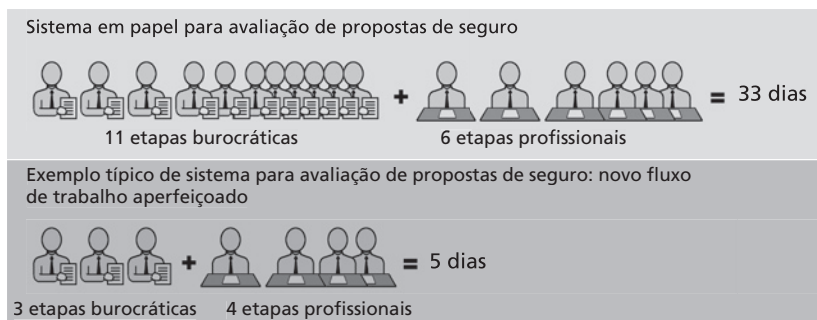 Sistema em papel para avaliação de propostas de seguro
+ = 33 dias
11 etapas burocráticas 6 etapas profissionais
Exemplo típico de sistema para avaliação de propostas de seguro: novo fluxo
de trabalho aperfeiçoado
+ = 5 dias
3 etapas burocráticas 4 etapas profissionais